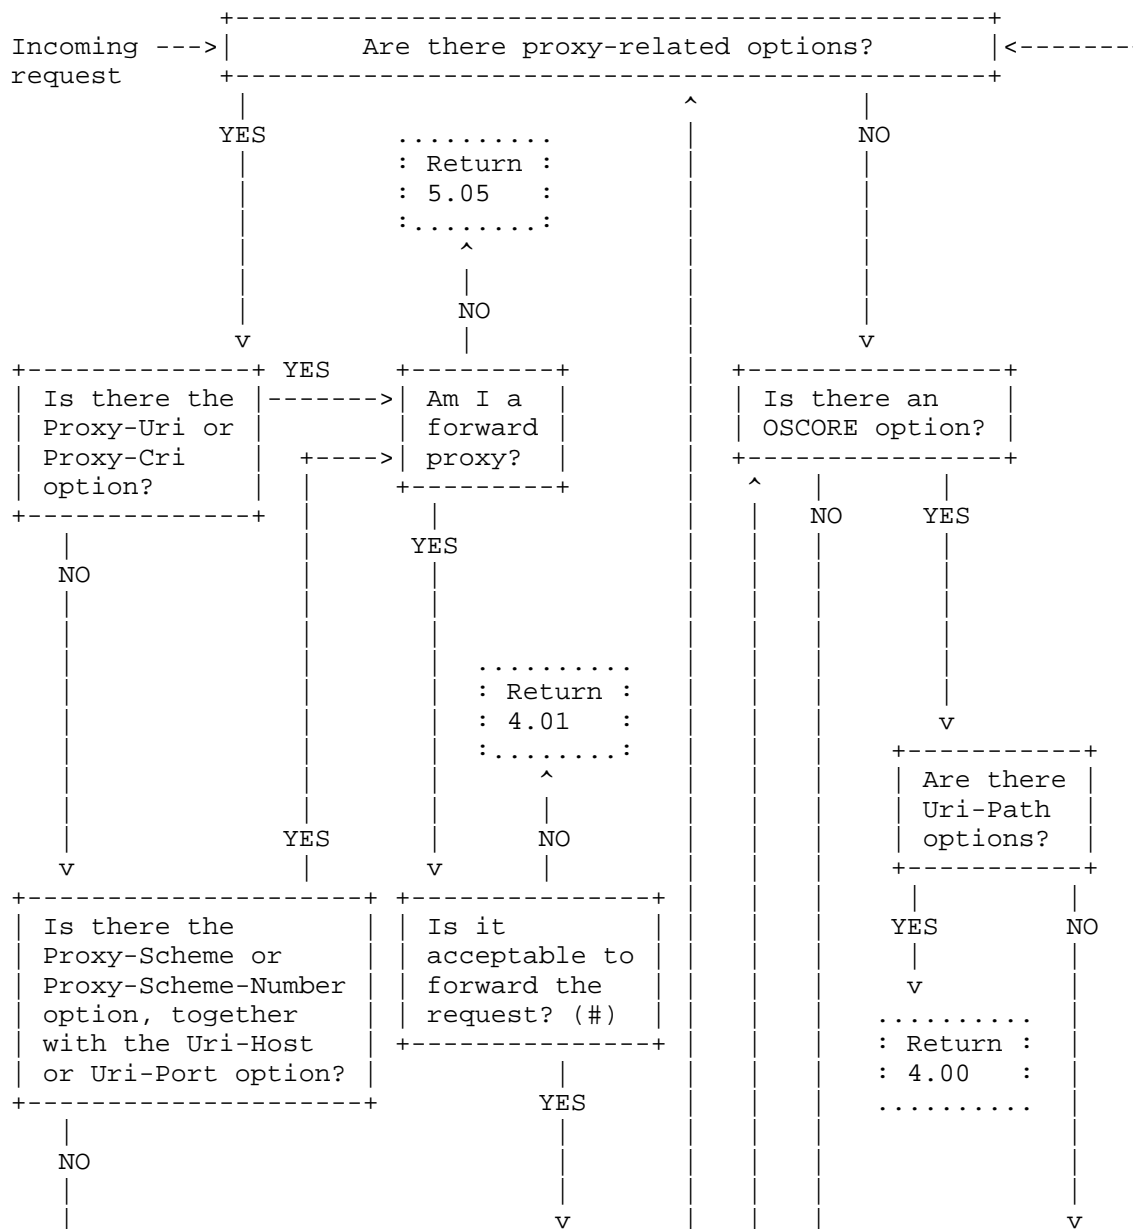 Are there proxy-related options?
Incoming
request
YES
NO
Return
5.05
NO
YES
Is there the
Proxy-Uri or
Proxy-Cri
option?
Am I a
forward
proxy?
Is there an
OSCORE option?
NO
YES
YES
NO
Return
4.01
Are there
Uri-Path
options?
YES
NO
Is there the
Proxy-Scheme or
Proxy-Scheme-Number
option, together
with the Uri-Host
or Uri-Port option?
Is it
acceptable to
forward the
request? (#)
YES
NO
Return
4.00
YES
NO